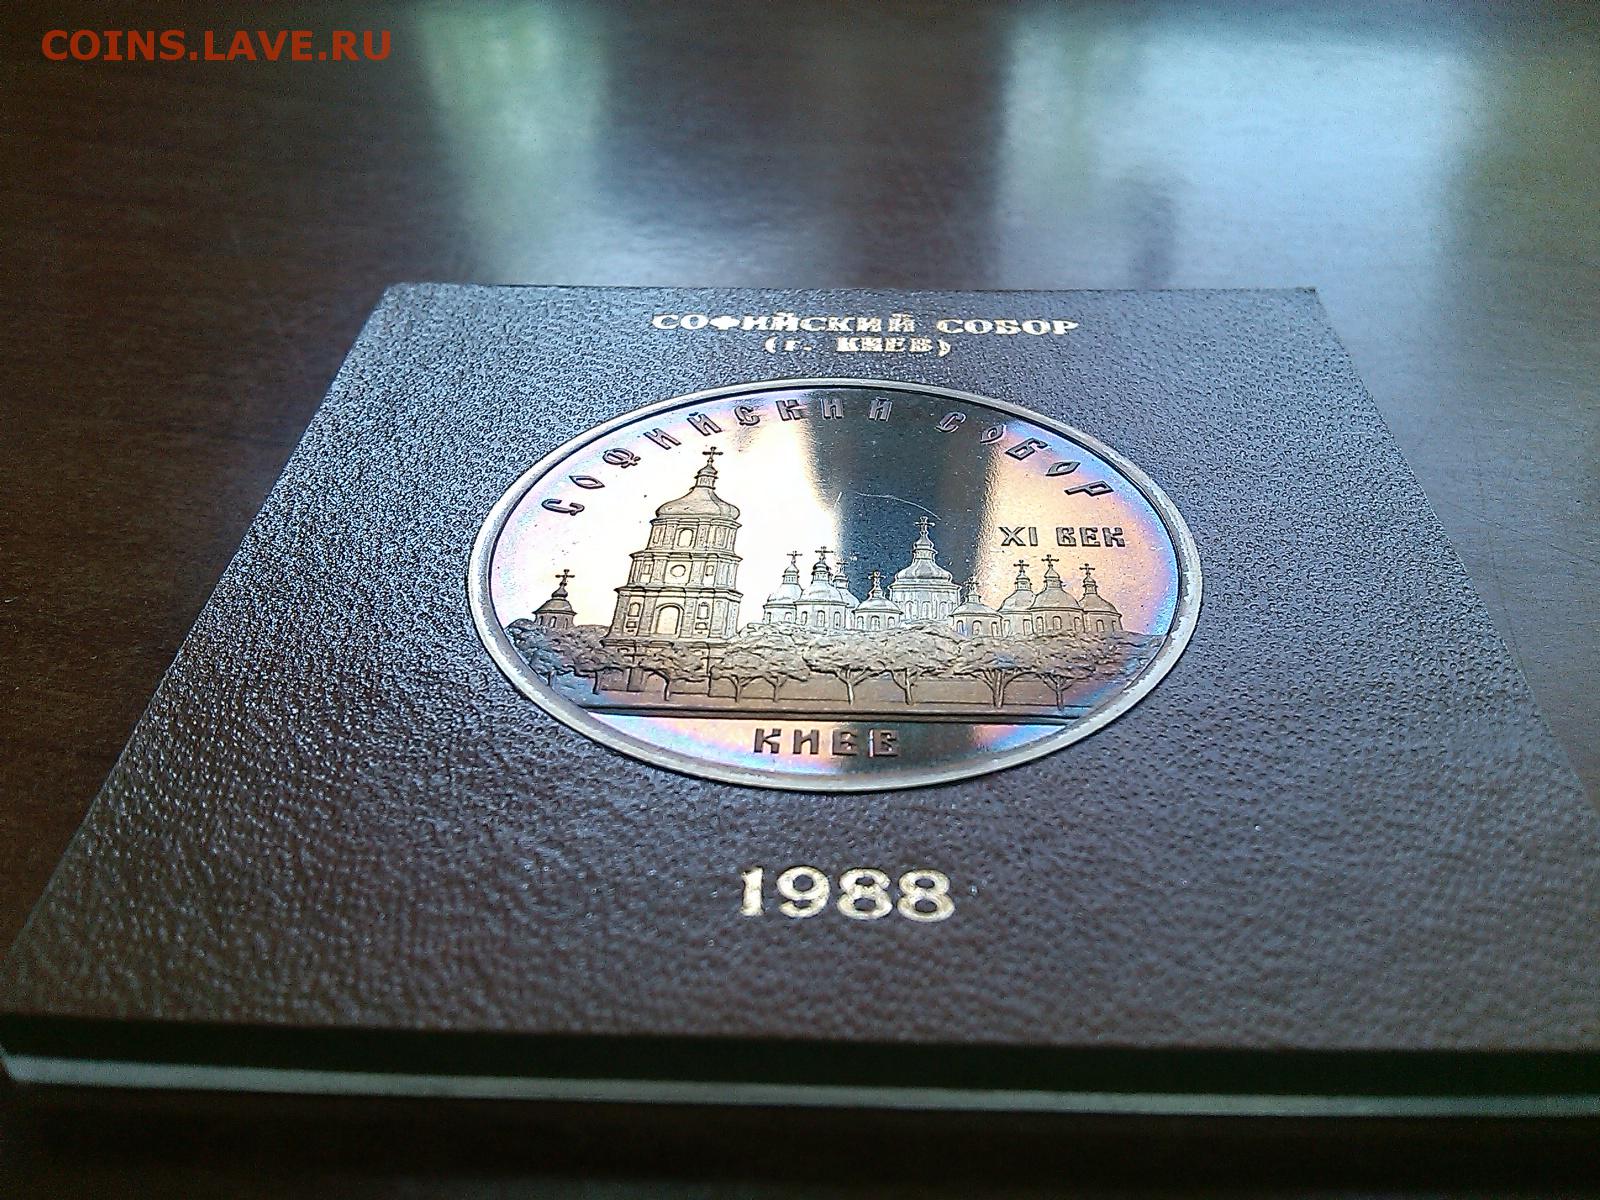 COINS.LAVE.RU
СОФИЙСКИЙ СОБОР
(г. КИЕВ)
СОФИЙСКИЙ СОБОР
XI ВЕК
КИЕВ
1988